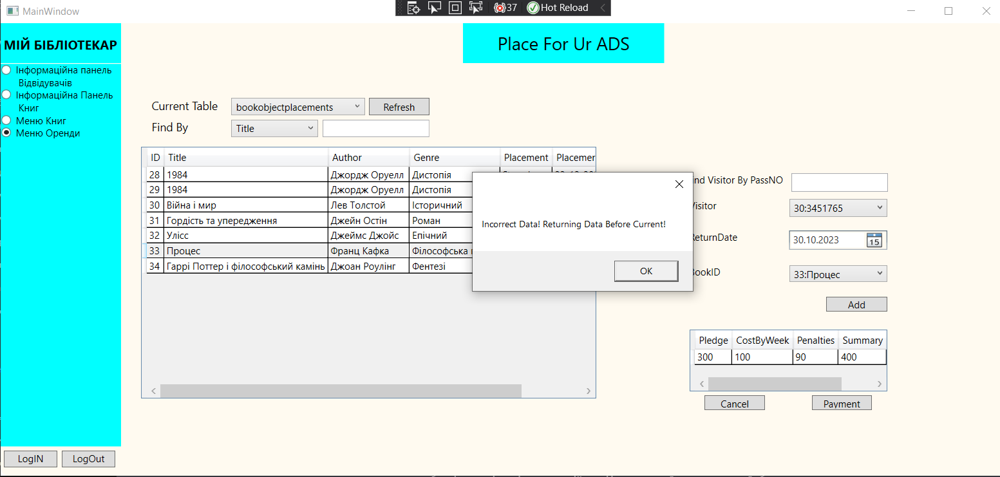 MainWindow
37
Hot Reload
МІЙ БІБЛІОТЕКАР
Інформаційна панель
Відвідувачів
Інформаційна Панель
Книг
Меню Книг
Меню Оренди
LogIN LogOut
Place For Ur ADS
Current Table bookobjectplacements Refresh
Find By Title
ID Title Author Genre Placement Placemer
28 1984 Джордж Оруелл Дистопія
29 1984 Джордж Оруелл Дистопія
30 Війна і мир Лев Толстой Історичний
31 Гордість та упередження Джейн Остін Роман
32 Улісс Джеймс Джойс Епічний
33 Процес Франц Кафка Філософська
34 Гаррі Поттер і філософський камінь Джоан Роулінг Фентезі
Incorrect Data! Returning Data Before Current!
OK
ind Visitor By PassNO
Visitor 30:3451765
ReturnDate 30.10.2023 15
BookID 33:Процес
Add
Pledge CostByWeek Penalties Summary
300 100 90 400
Cancel Payment